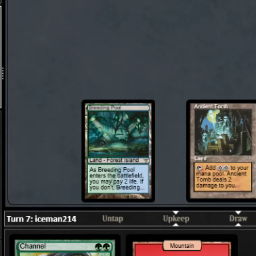 Breeding Pool
Land - Forest Island
As Breeding Pool
enters the battlefield,
you may pay 2 life. If
you don't, Breeding...
Ancient Tomb
Land
: Add to your
mana pool. Ancient
Tomb deals 2
damage to you...
Turn 7: iceman214
Untap
Upkeep
Draw
Channel
Mountain